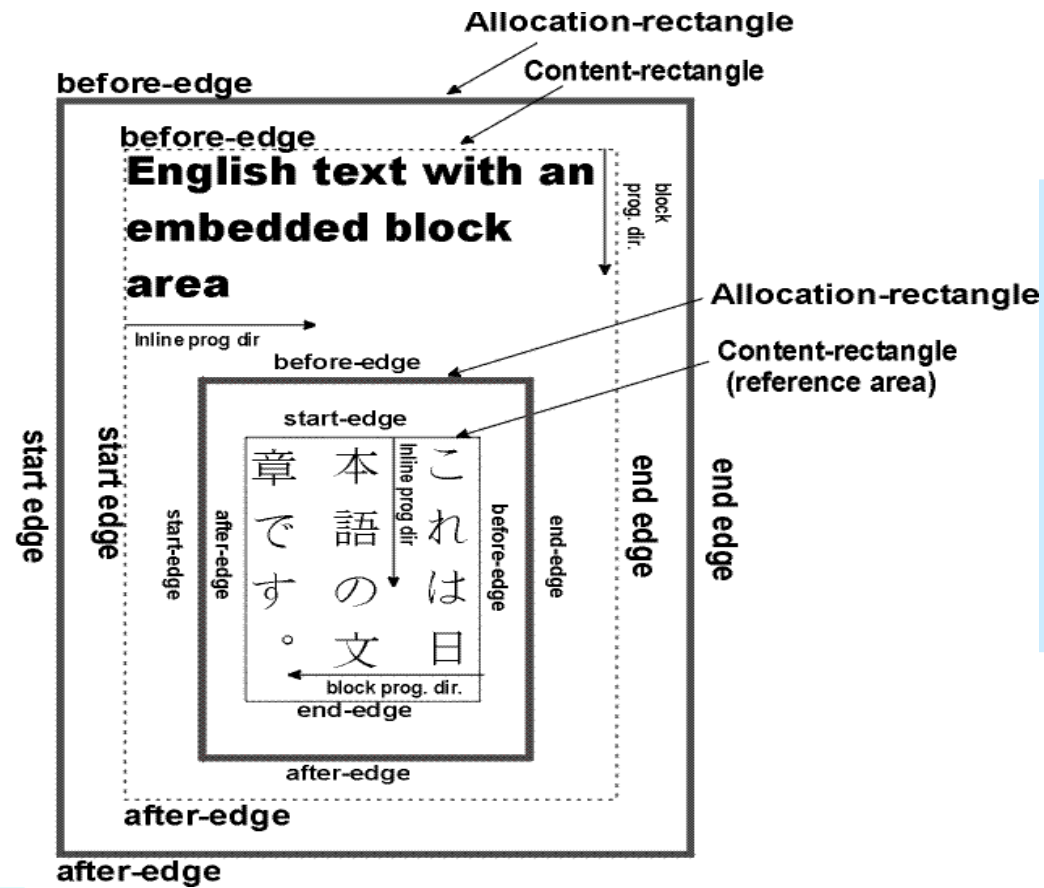 Allocation-rectangle
Content-rectangle
before-edge
before-edge
English text with an
embedded block
area
block
prog. dir.
Inline prog dir
Allocation-rectangle
Content-rectangle
(reference area)
before-edge
start-edge
start edge
start edge
start-edge
after-edge
これは日
本語の文
章です。
Inline prog dir
before-edge
end-edge
end edge
end edge
block prog. dir.
end-edge
after-edge
after-edge
after-edge